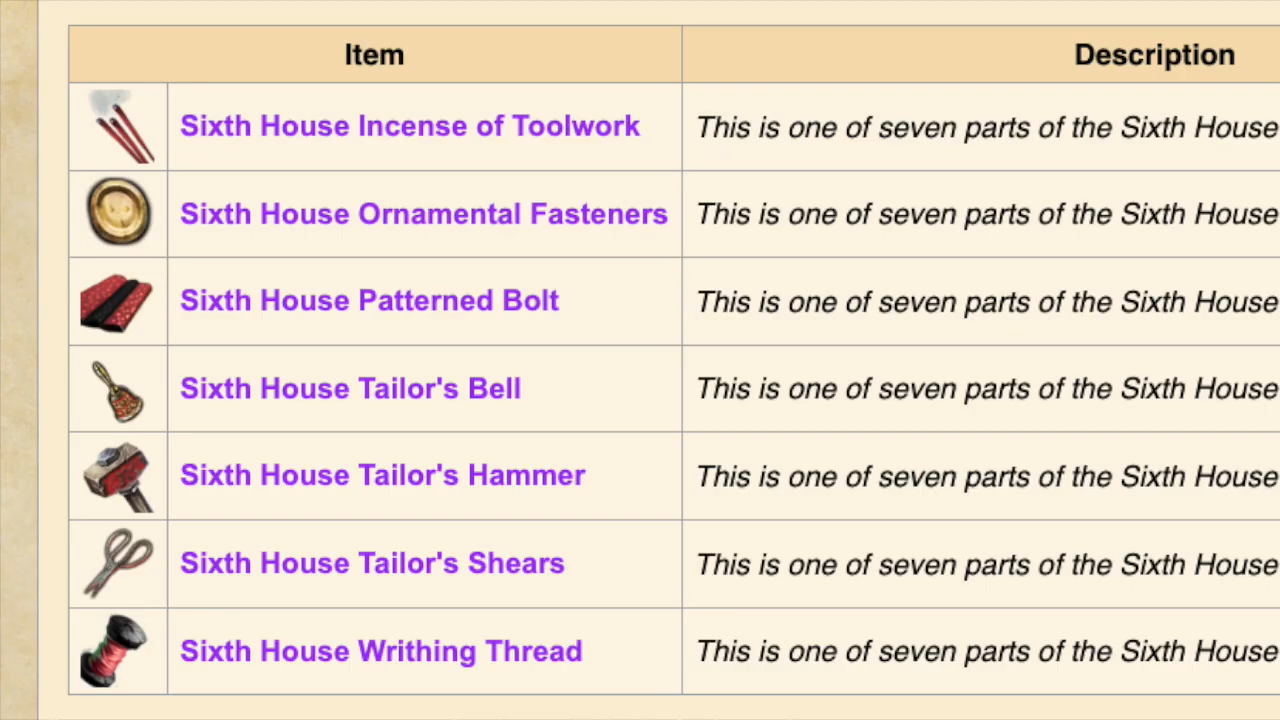 Item Description
Sixth House Incense of Toolwork This is one of seven parts of the Sixth House
Sixth House Ornamental Fasteners This is one of seven parts of the Sixth House
Sixth House Patterned Bolt This is one of seven parts of the Sixth House
Sixth House Tailor's Bell This is one of seven parts of the Sixth House
Sixth House Tailor's Hammer This is one of seven parts of the Sixth House
Sixth House Tailor's Shears This is one of seven parts of the Sixth House
Sixth House Writhing Thread This is one of seven parts of the Sixth House